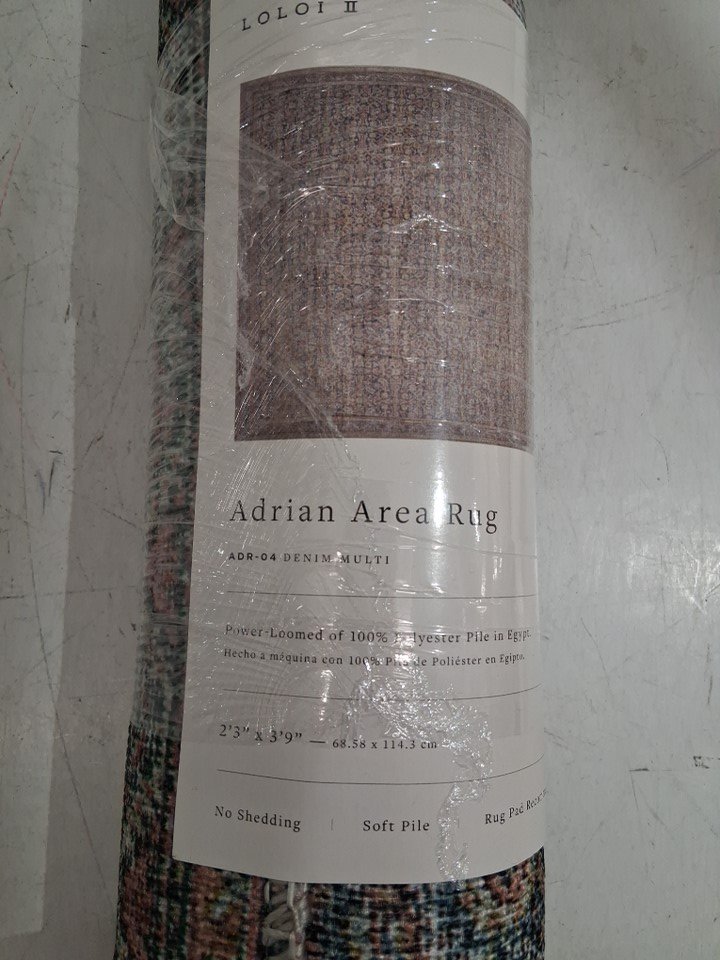 LOLOI II
Adrian Area Rug
ADR-04 DENIM MULTI
Power-Loomed of 100% Polyester Pile in Egypt.
Hecho a máquina con 100% Pila de Poliéster en Egipto.
2'3" x 3'9" — 68.58 x 114.3 cm
No Shedding | Soft Pile
Rug Pad